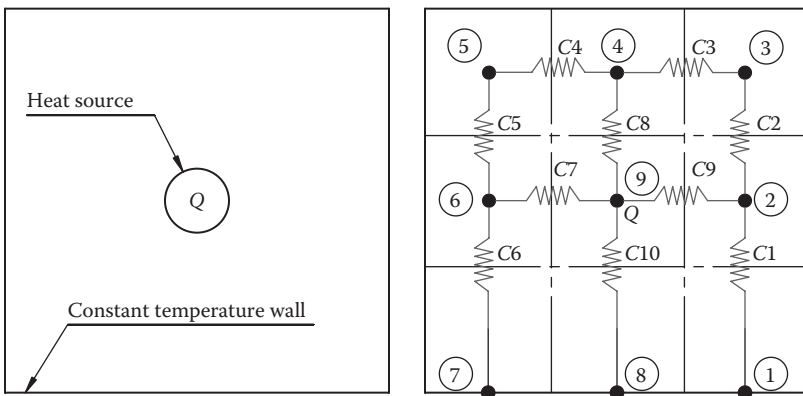 Heat source
Q
Constant temperature wall
5 C4 4 C3 3
C5 C8 C2
C7 9 C9
6 Q 2
C6 C10 C1
7 8 1